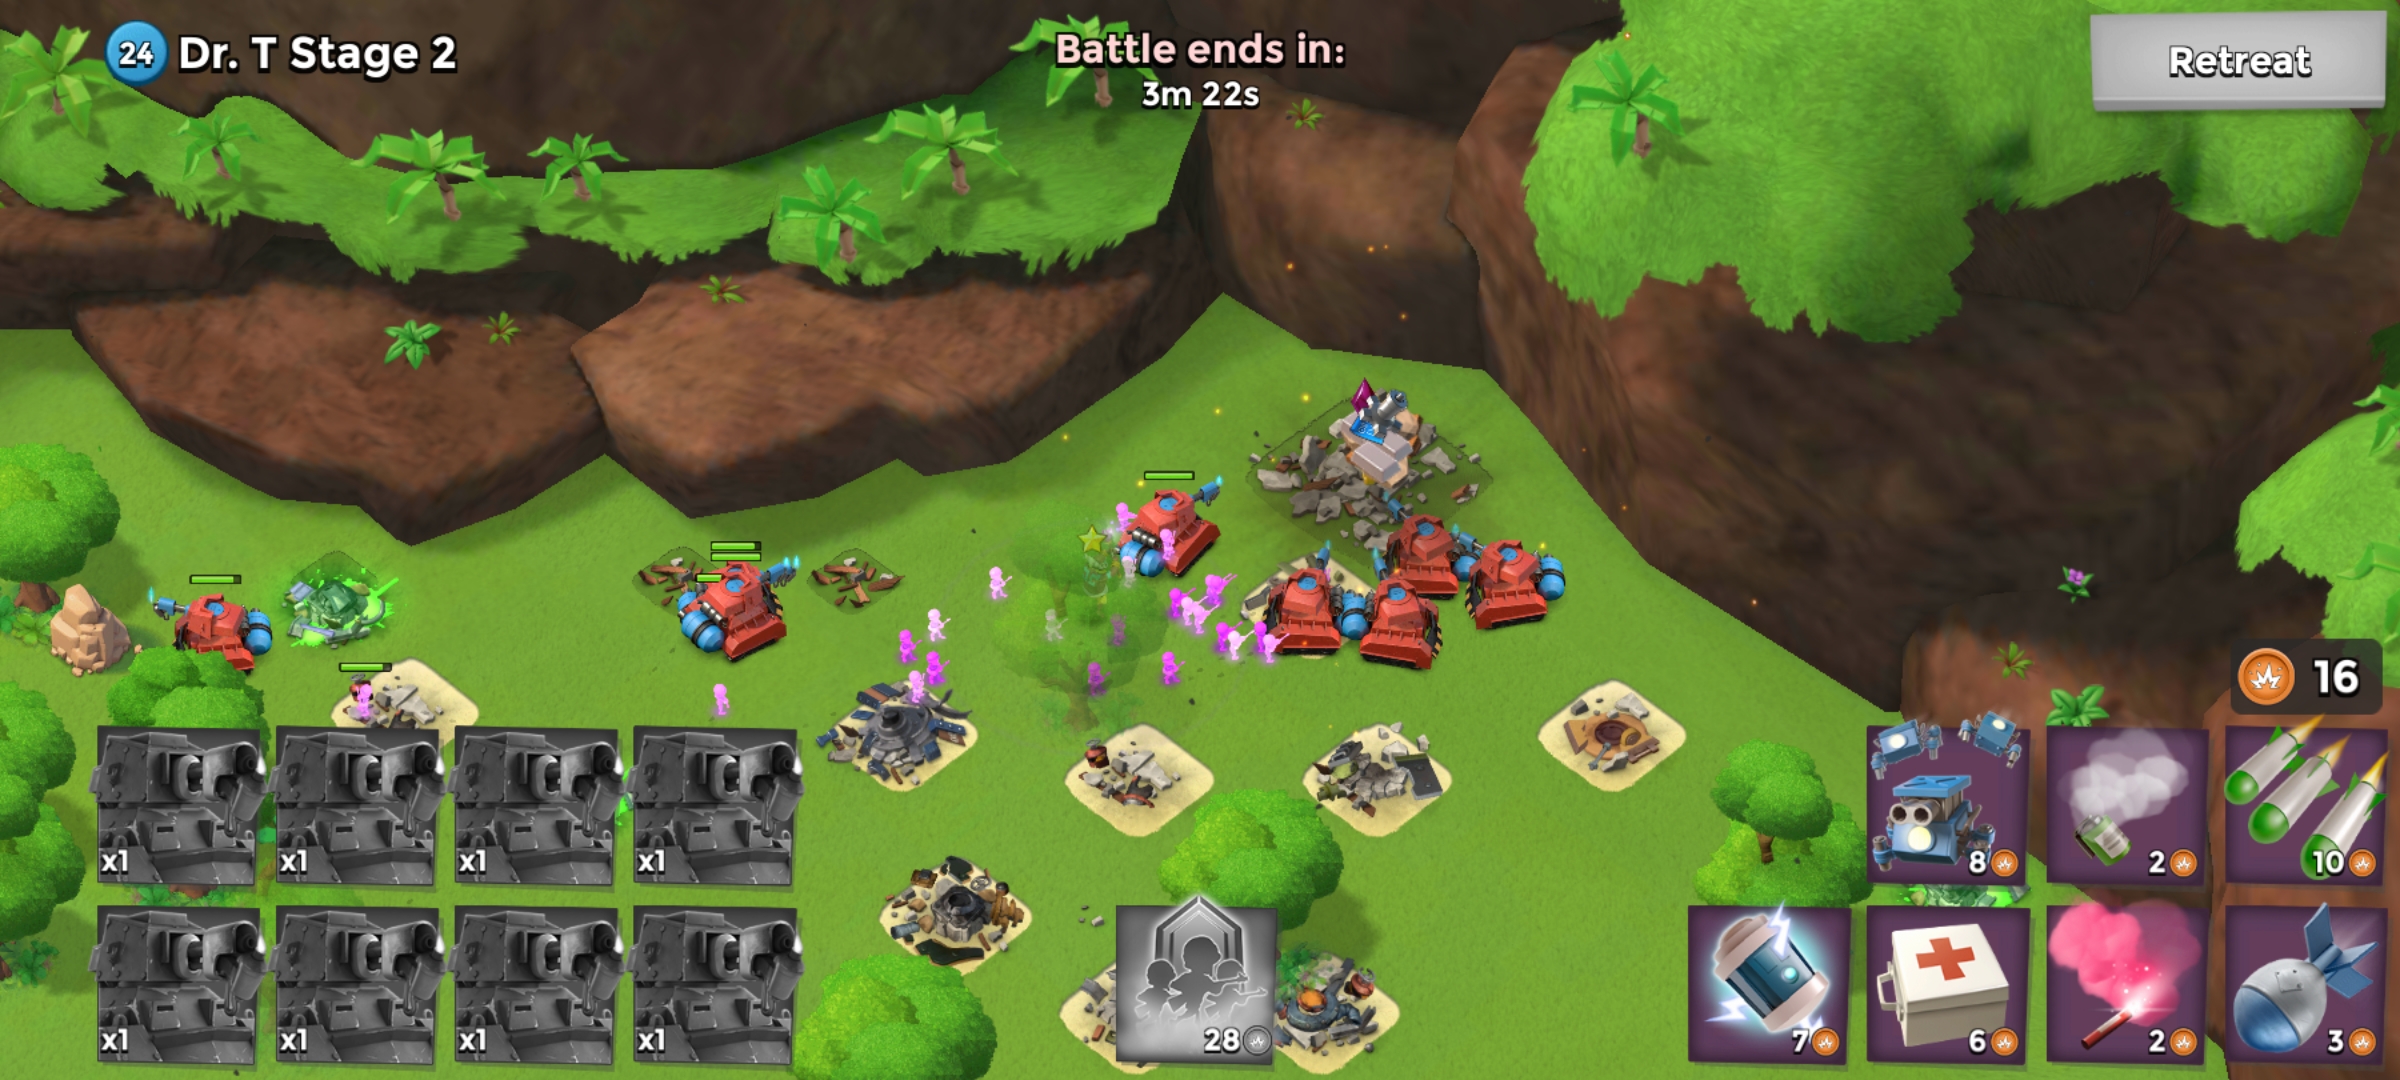 24 Dr. T Stage 2
Battle ends in:
3m 22s
Retreat
16
x1 x1 x1 x1
8 2 10
x1 x1 x1 x1
28
7 6 2 3